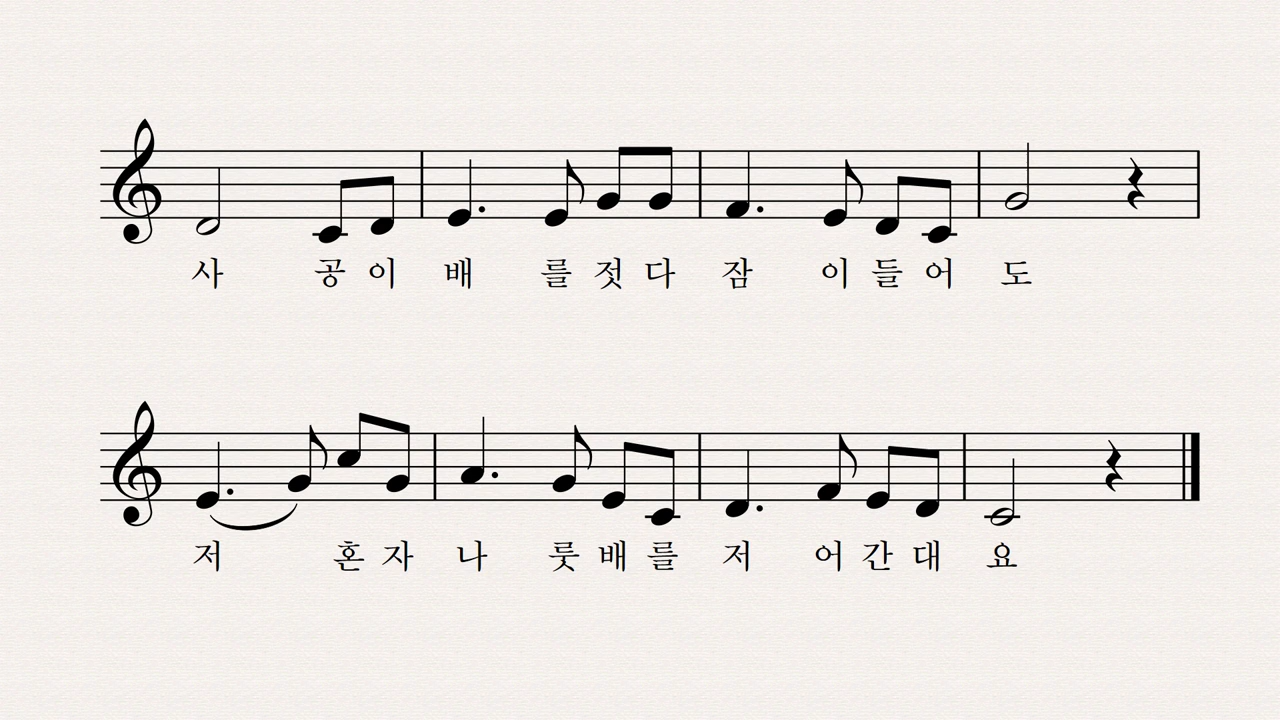 사 공 이 배 를 젓 다 잠 이 들 어 도
저 혼 자 나 룻 배 를 저 어 간 대 요